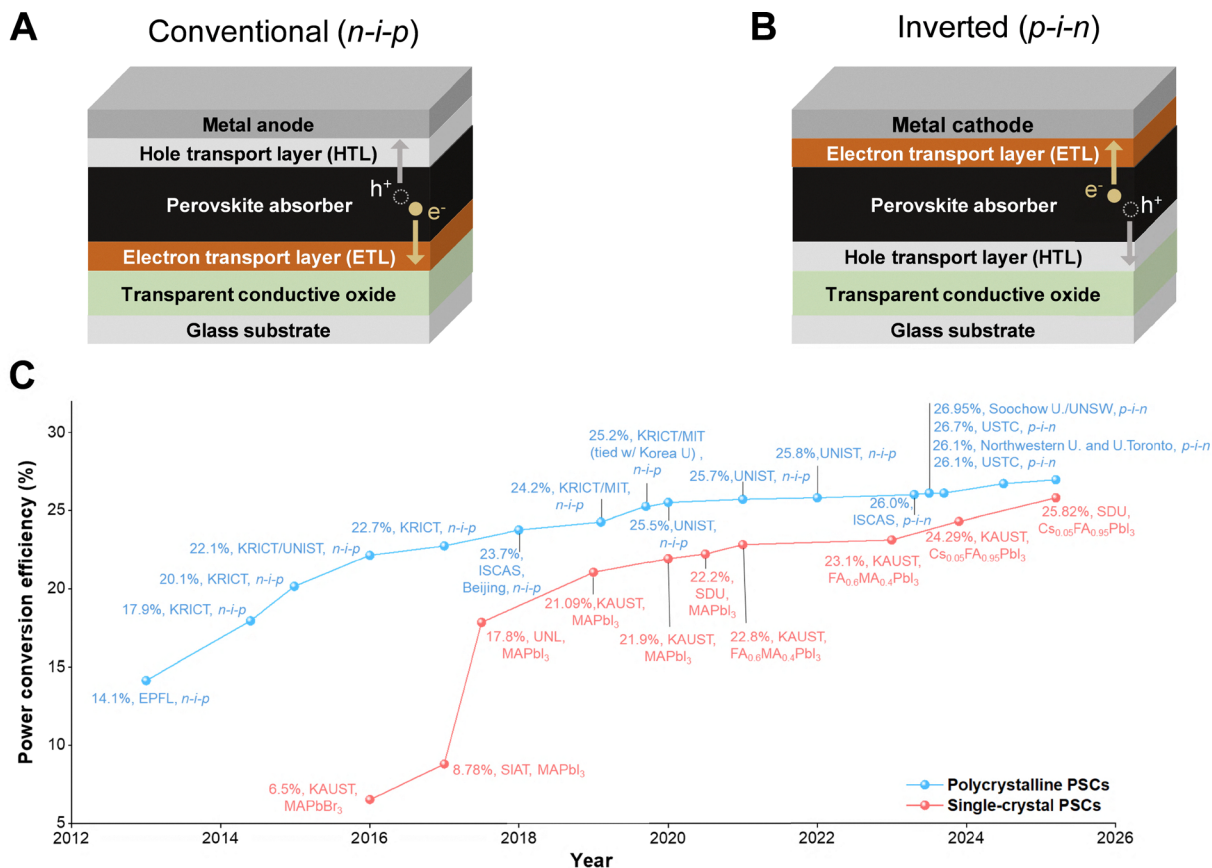 A
Conventional (n-i-p)
Metal anode
Hole transport layer (HTL)
h⁺
Perovskite absorber
e⁻
Electron transport layer (ETL)
Transparent conductive oxide
Glass substrate
B
Inverted (p-i-n)
Metal cathode
Electron transport layer (ETL)
e⁻
Perovskite absorber
h⁺
Hole transport layer (HTL)
Transparent conductive oxide
Glass substrate
C
Power conversion efficiency (%)
30
25
20
15
10
5
14.1%, EPFL, n-i-p
17.9%, KRICT, n-i-p
20.1%, KRICT, n-i-p
22.1%, KRICT/UNIST, n-i-p
22.7%, KRICT, n-i-p
23.7%,
ISCAS,
Beijing, n-i-p
24.2%, KRICT/MIT,
n-i-p
25.2%, KRICT/MIT
(tied w/ Korea U) ,
n-i-p
25.5%,UNIST,
n-i-p
25.7%,UNIST, n-i-p
25.8%,UNIST, n-i-p
26.0%,
ISCAS, p-i-n
26.95%, Soochow U./UNSW, p-i-n
26.7%, USTC, p-i-n
26.1%, Northwestern U. and U.Toronto, p-i-n
26.1%, USTC, p-i-n
6.5%, KAUST,
MAPbBr₃
8.78%, SIAT, MAPbI₃
17.8%, UNL,
MAPbI₃
21.09%,KAUST,
MAPbI₃
21.9%, KAUST,
MAPbI₃
22.2%,
SDU,
MAPbI₃
22.8%, KAUST,
FA₀.₆MA₀.₄PbI₃
23.1%, KAUST,
FA₀.₆MA₀.₄PbI₃
24.29%, KAUST,
Cs₀.₀₅FA₀.₉₅PbI₃
25.82%, SDU,
Cs₀.₀₅FA₀.₉₅PbI₃
Polycrystalline PSCs
Single-crystal PSCs
2012
2014
2016
2018
2020
2022
2024
2026
Year